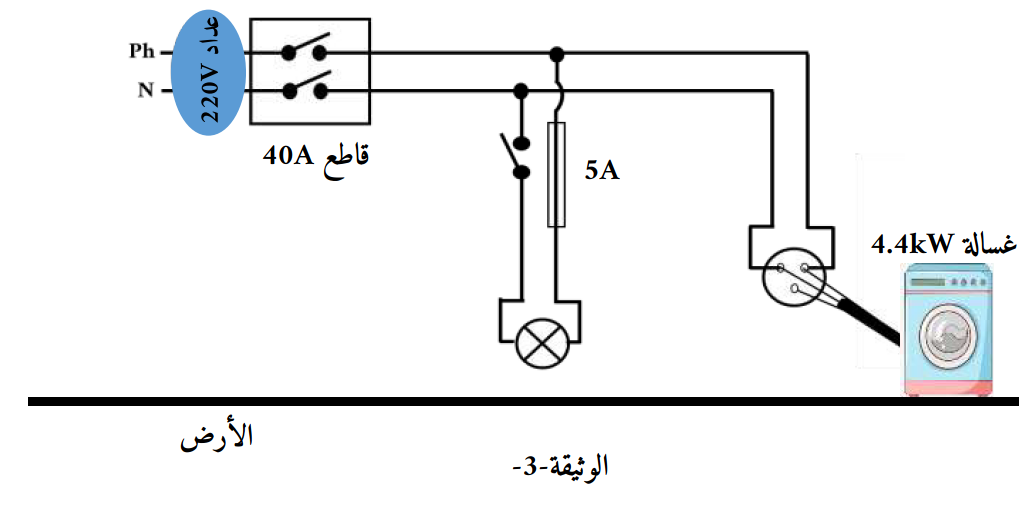 Ph
N
عداد
220V
قاطع 40A
5A
غسالة 4.4kW
الأرض
الوثيقة-3-